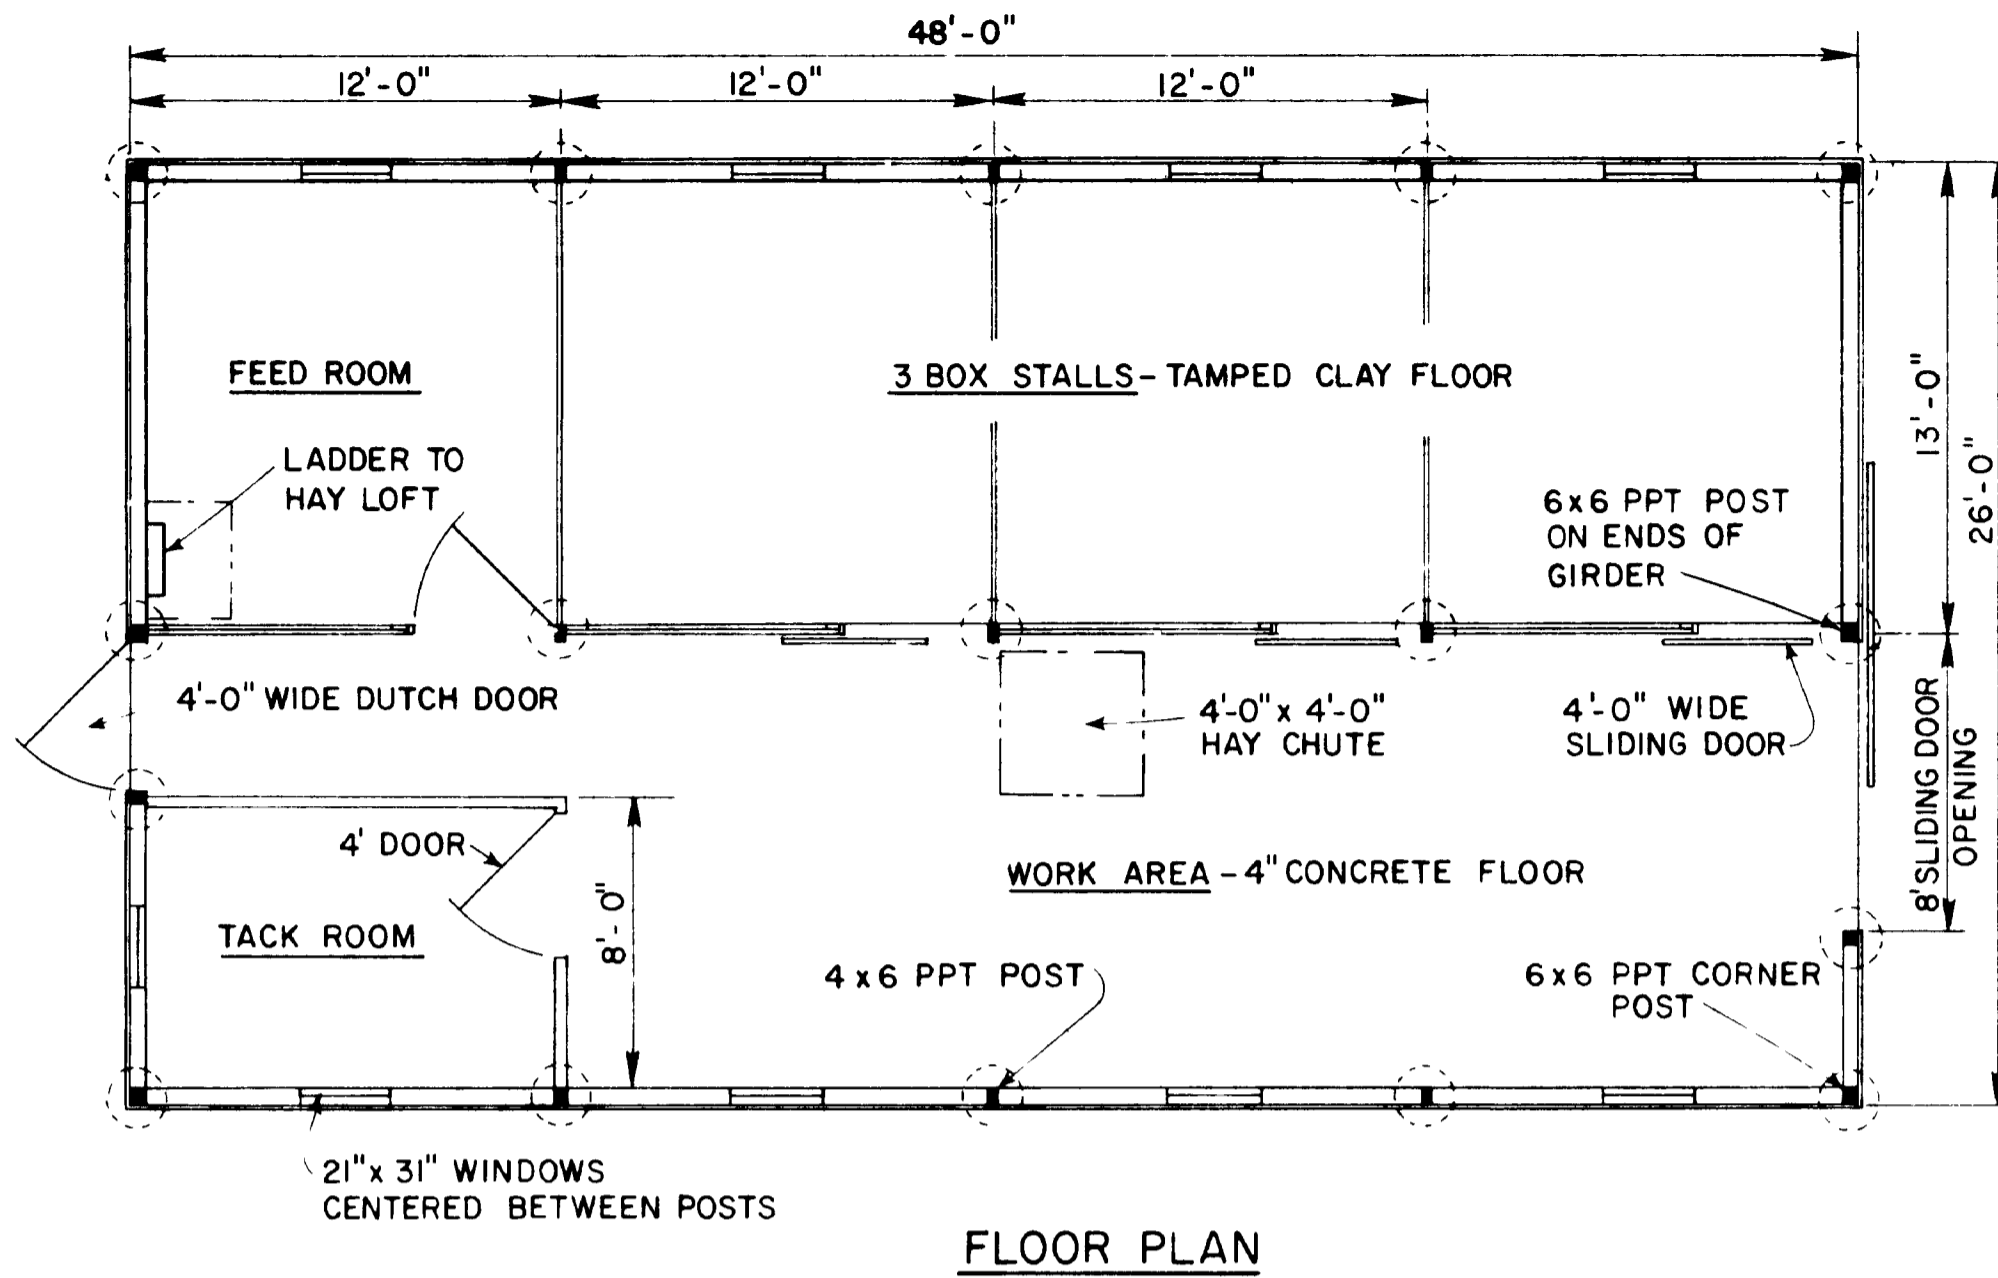 48'-0"
12'-0" 12'-0" 12'-0"
FEED ROOM
3 BOX STALLS - TAMPED CLAY FLOOR
13'-0"
26'-0"
LADDER TO
HAY LOFT
6x6 PPT POST
ON ENDS OF
GIRDER
4'-0" WIDE DUTCH DOOR
4'-0" x 4'-0"
HAY CHUTE
4'-0" WIDE
SLIDING DOOR
8' SLIDING DOOR
OPENING
4' DOOR
WORK AREA - 4" CONCRETE FLOOR
8'-0"
TACK ROOM
4 x 6 PPT POST
6x6 PPT CORNER
POST
21" x 31" WINDOWS
CENTERED BETWEEN POSTS
FLOOR PLAN